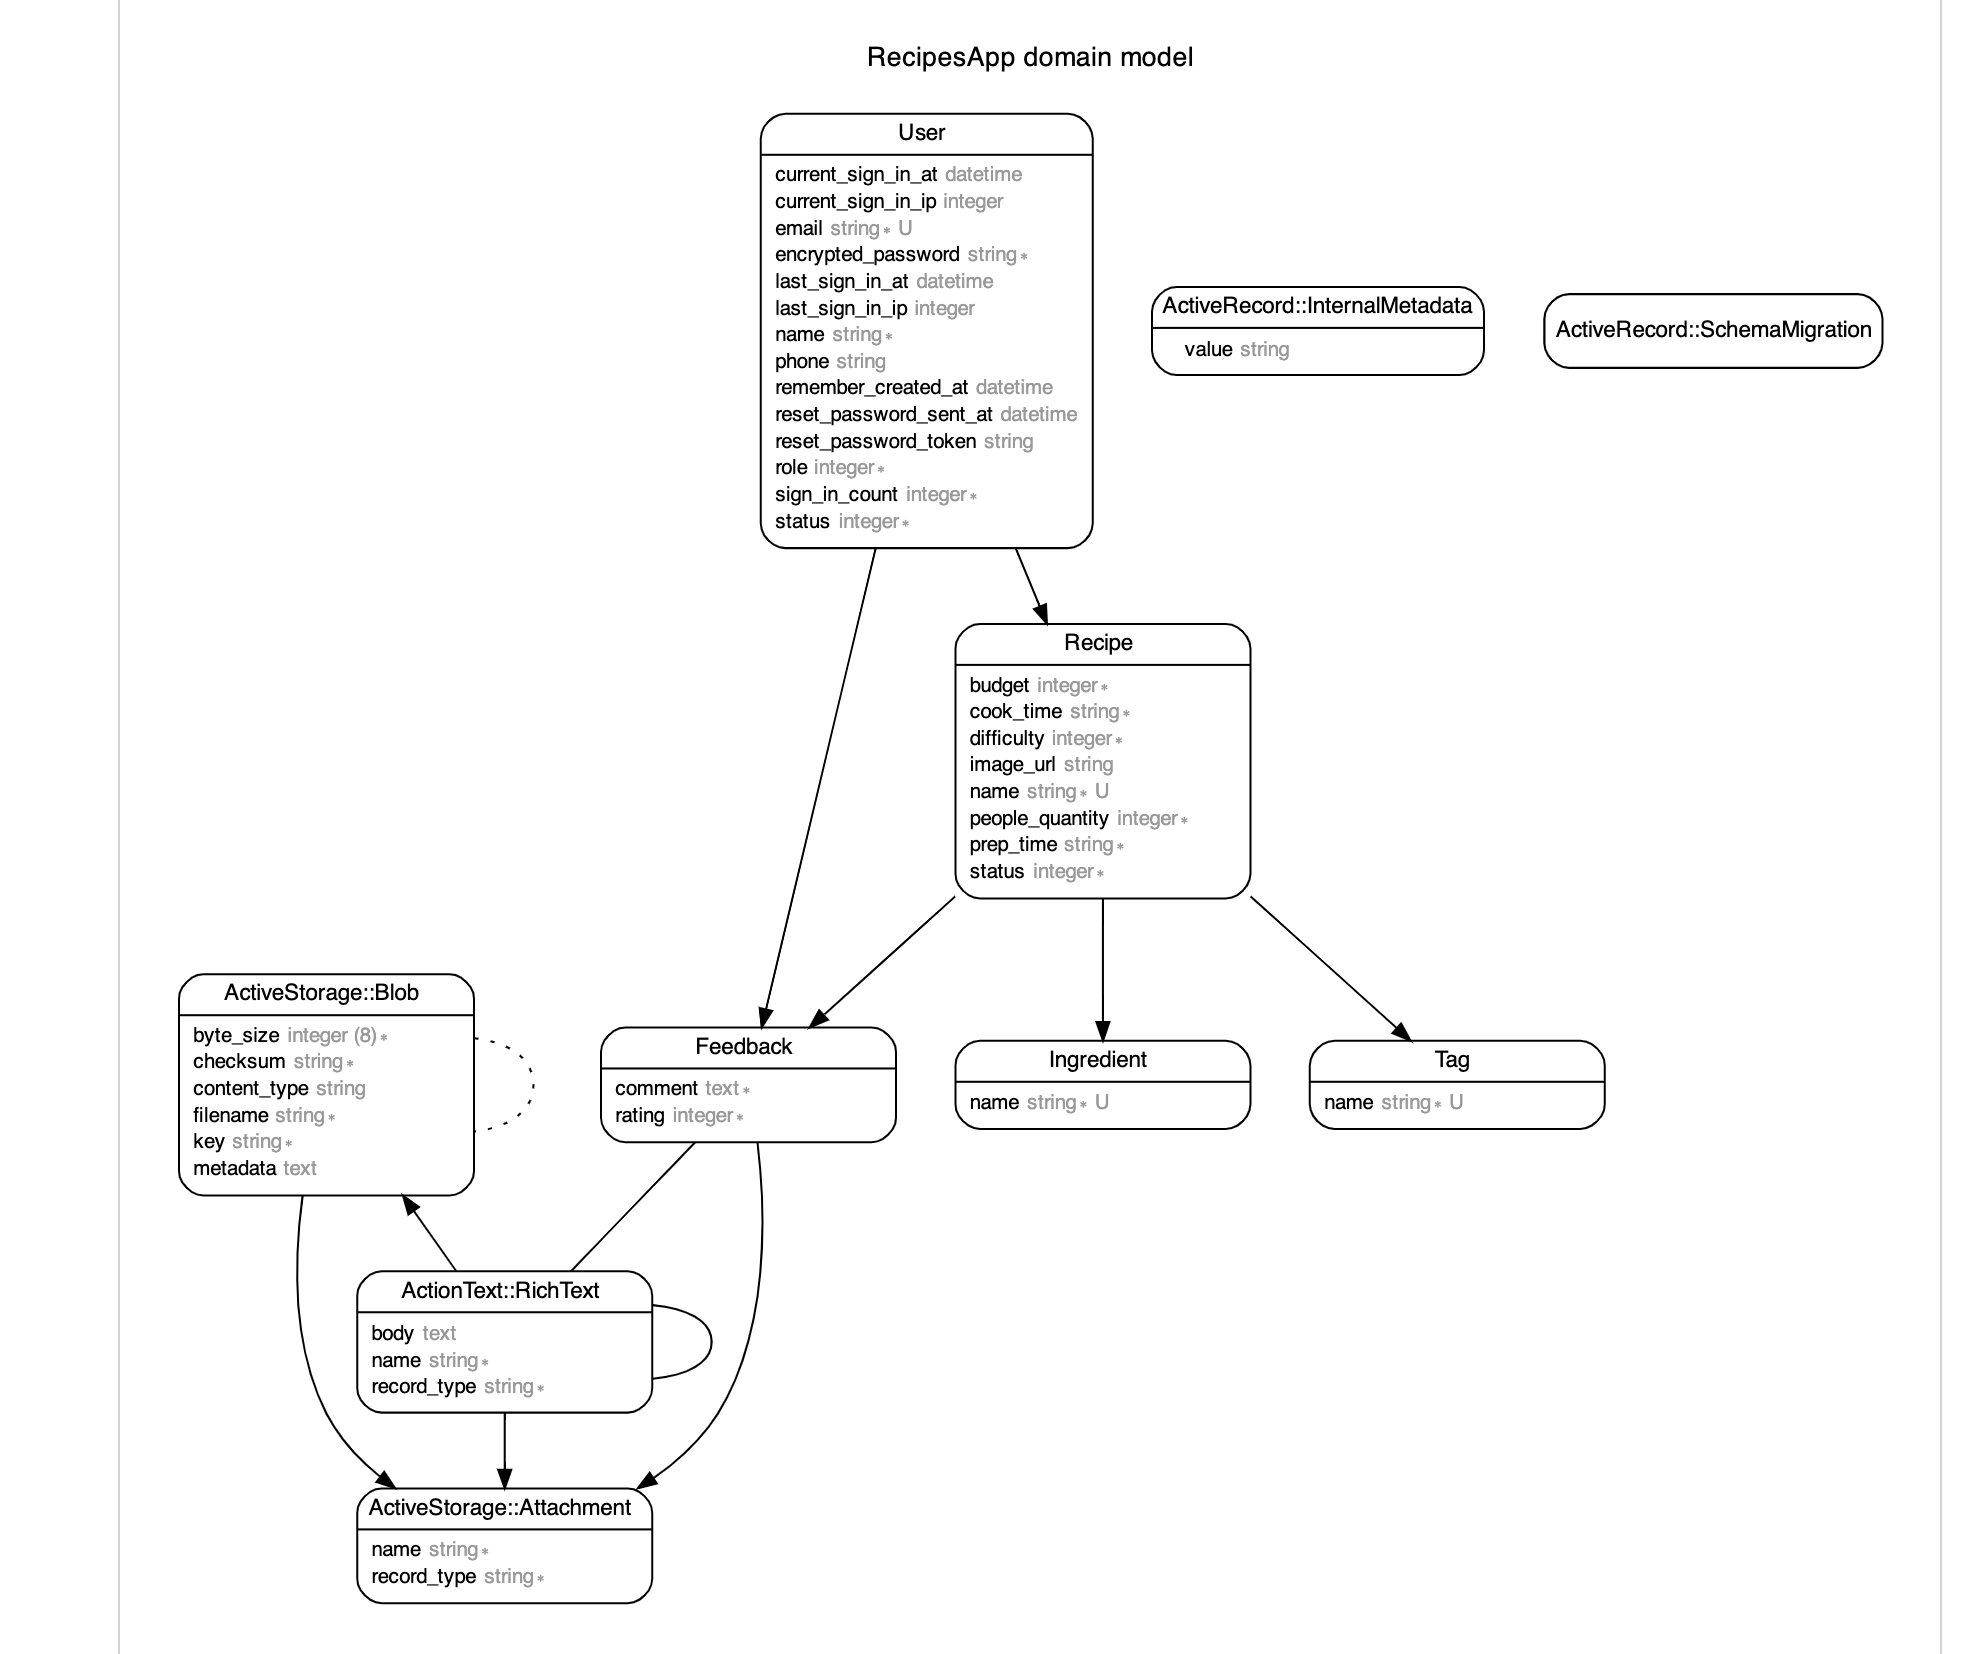 RecipesApp domain model
User
current_sign_in_at datetime
current_sign_in_ip integer
email string* U
encrypted_password string*
last_sign_in_at datetime
last_sign_in_ip integer
name string*
phone string
remember_created_at datetime
reset_password_sent_at datetime
reset_password_token string
role integer*
sign_in_count integer*
status integer*
ActiveRecord::InternalMetadata
value string
ActiveRecord::SchemaMigration
Recipe
budget integer*
cook_time string*
difficulty integer*
image_url string
name string* U
people_quantity integer*
prep_time string*
status integer*
ActiveStorage::Blob
byte_size integer (8)*
checksum string*
content_type string
filename string*
key string*
metadata text
Feedback
comment text*
rating integer*
Ingredient
name string* U
Tag
name string* U
ActionText::RichText
body text
name string*
record_type string*
ActiveStorage::Attachment
name string*
record_type string*